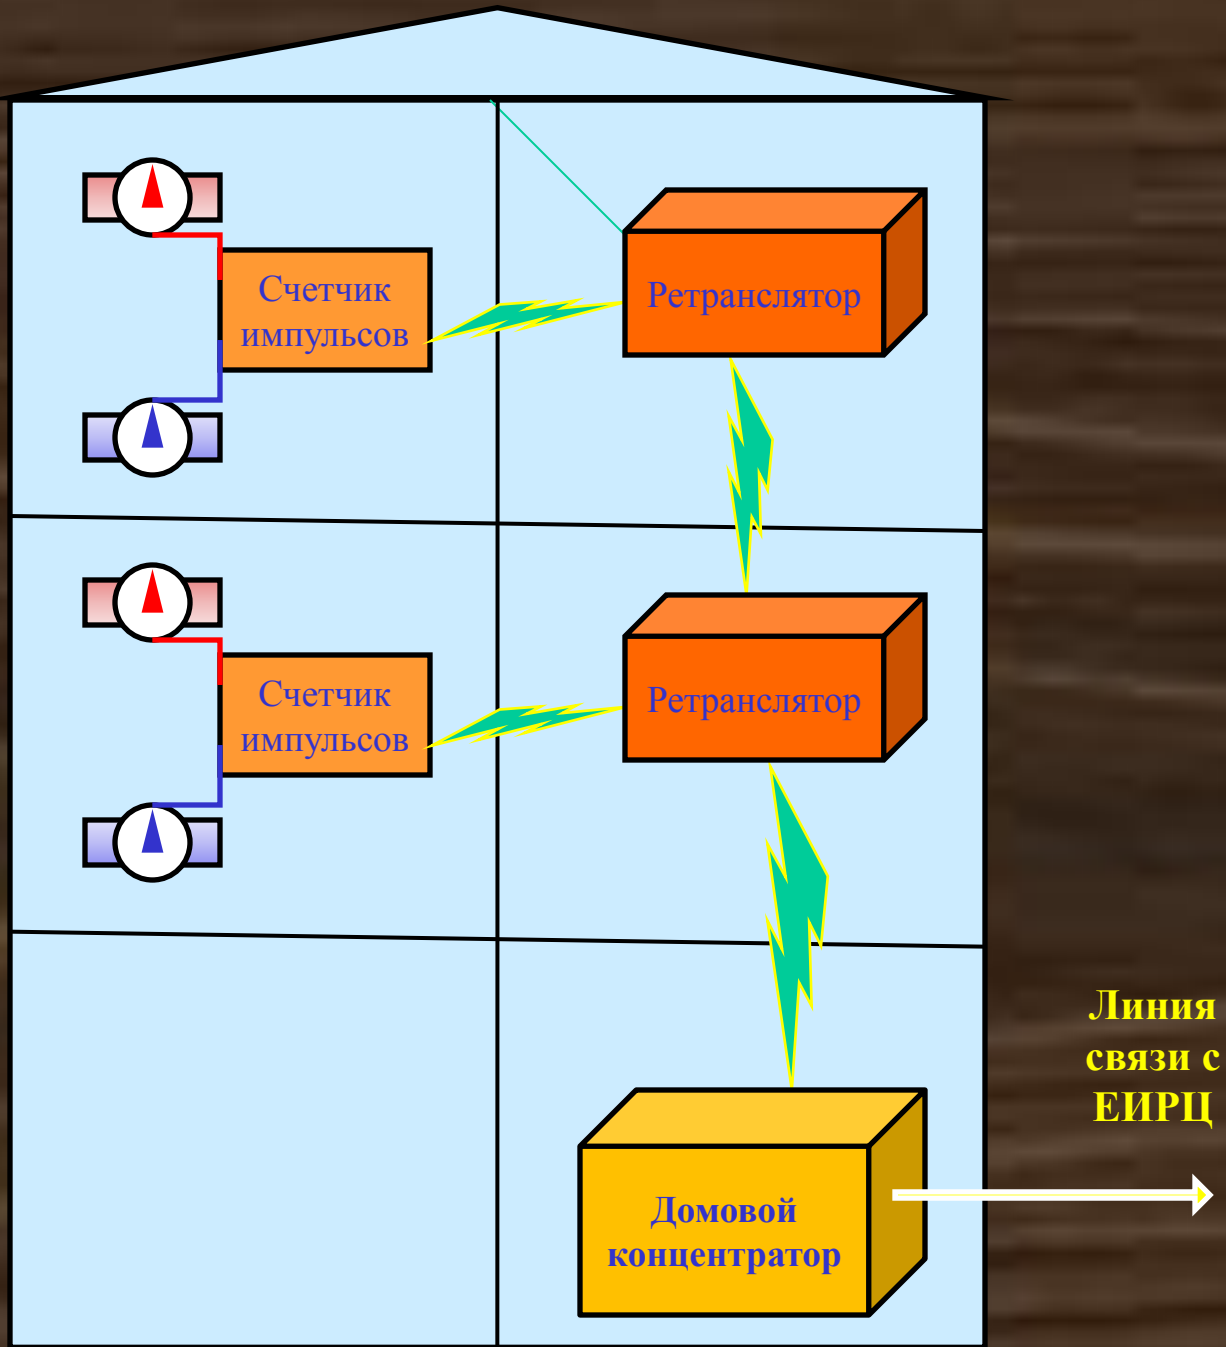 Счетчик
импульсов
Ретранслятор
Счетчик
импульсов
Ретранслятор
Линия
связи с
ЕИРЦ
Домовой
концентратор